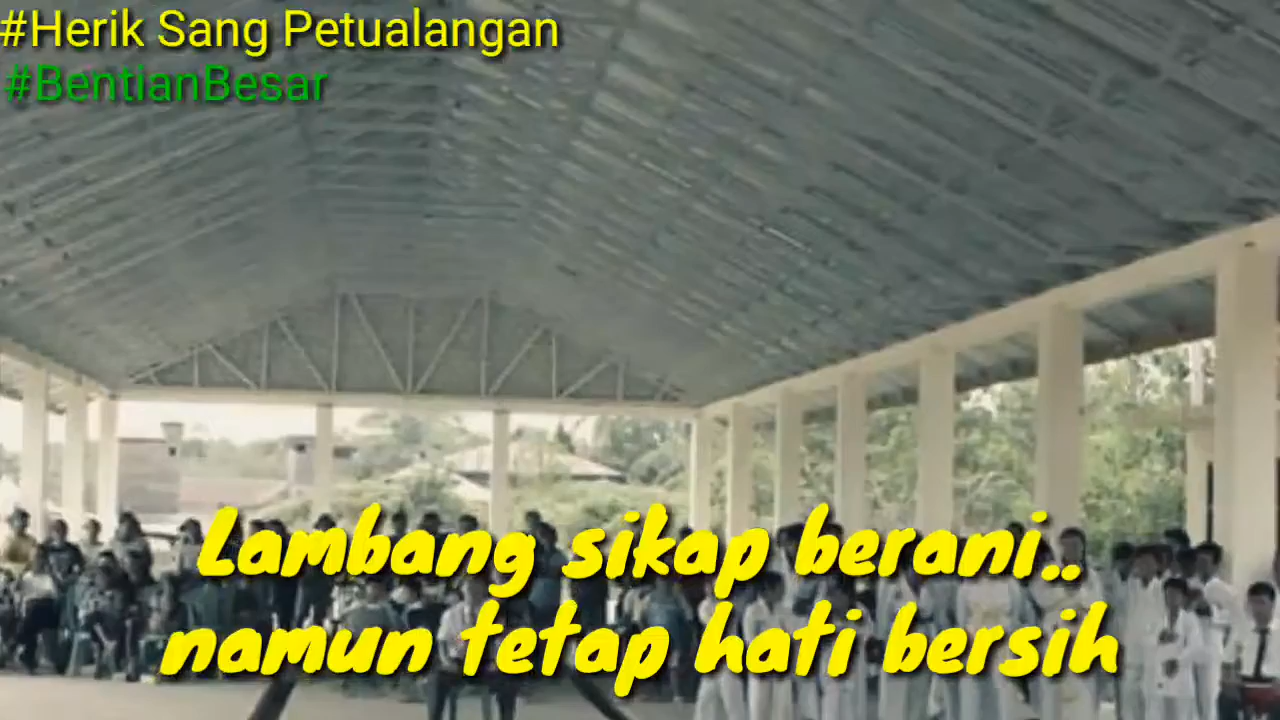 #Herik Sang Petualangan
#BentianBesar
Lambang sikap berani..
namun tetap hati bersih